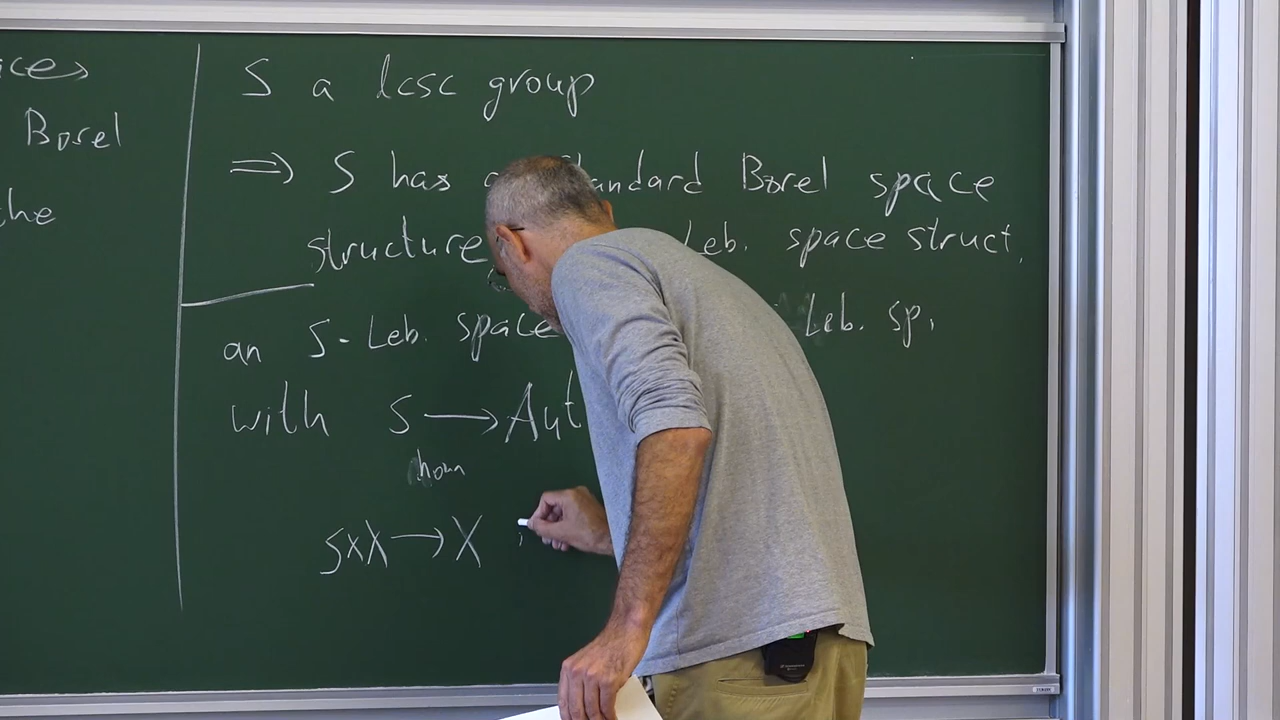 Borel
the
S a lcsc group
⟹ S has a standard Borel space
structure Leb. space struct.
an S-Leb. space Leb. sp.
with S ⟶ Aut
hom
S×X ⟶ X